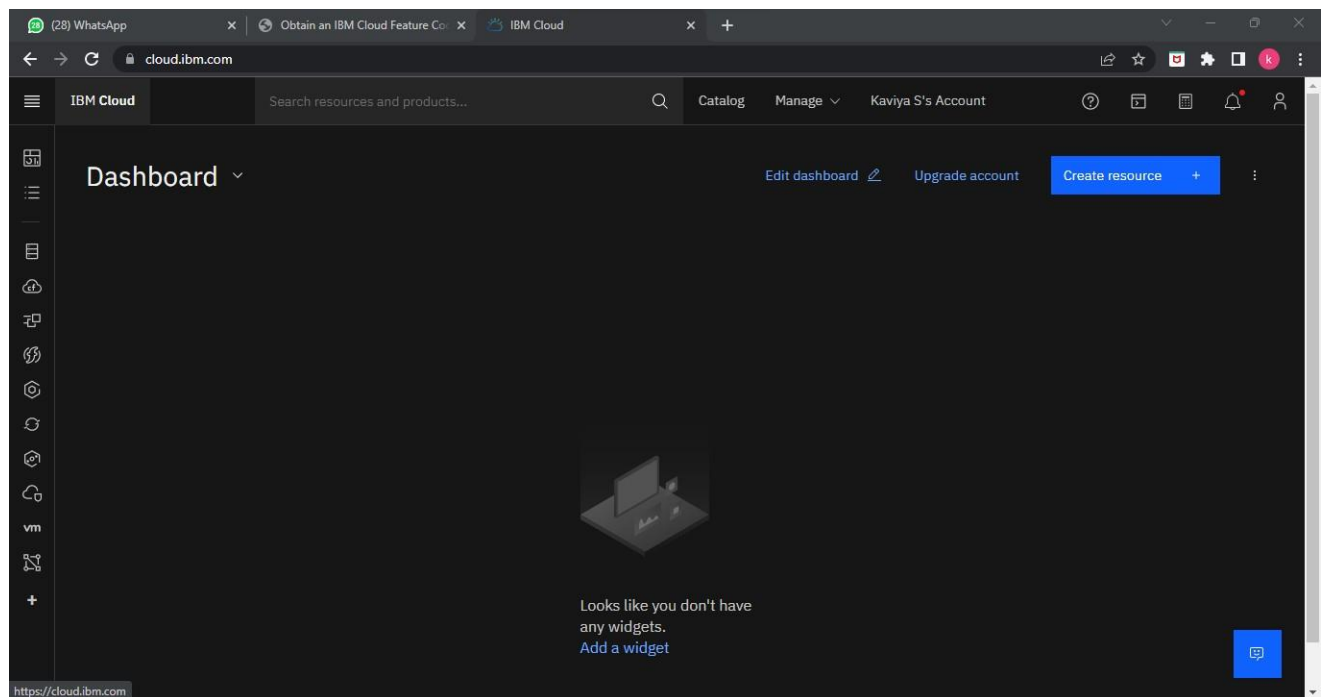 28 (28) WhatsApp Obtain an IBM Cloud Feature Co IBM Cloud
cloud.ibm.com k
IBM Cloud Search resources and products... Catalog Manage Kaviya S's Account
Dashboard Edit dashboard Upgrade account Create resource +
cf
vm
Looks like you don't have
any widgets.
Add a widget
https://cloud.ibm.com